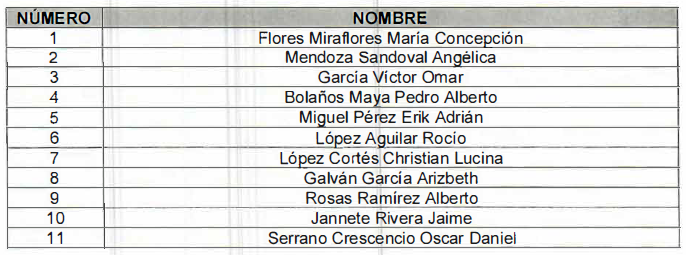 NÚMERO NOMBRE
1 Flores Miraflores María Concepción
2 Mendoza Sandoval Angélica
3 García Víctor Omar
4 Bolaños Maya Pedro Alberto
5 Miguel Pérez Erik Adrián
6 López Aguilar Rocío
7 López Cortés Christian Lucina
8 Galván García Arizbeth
9 Rosas Ramírez Alberto
10 Jannete Rivera Jaime
11 Serrano Crescencio Oscar Daniel